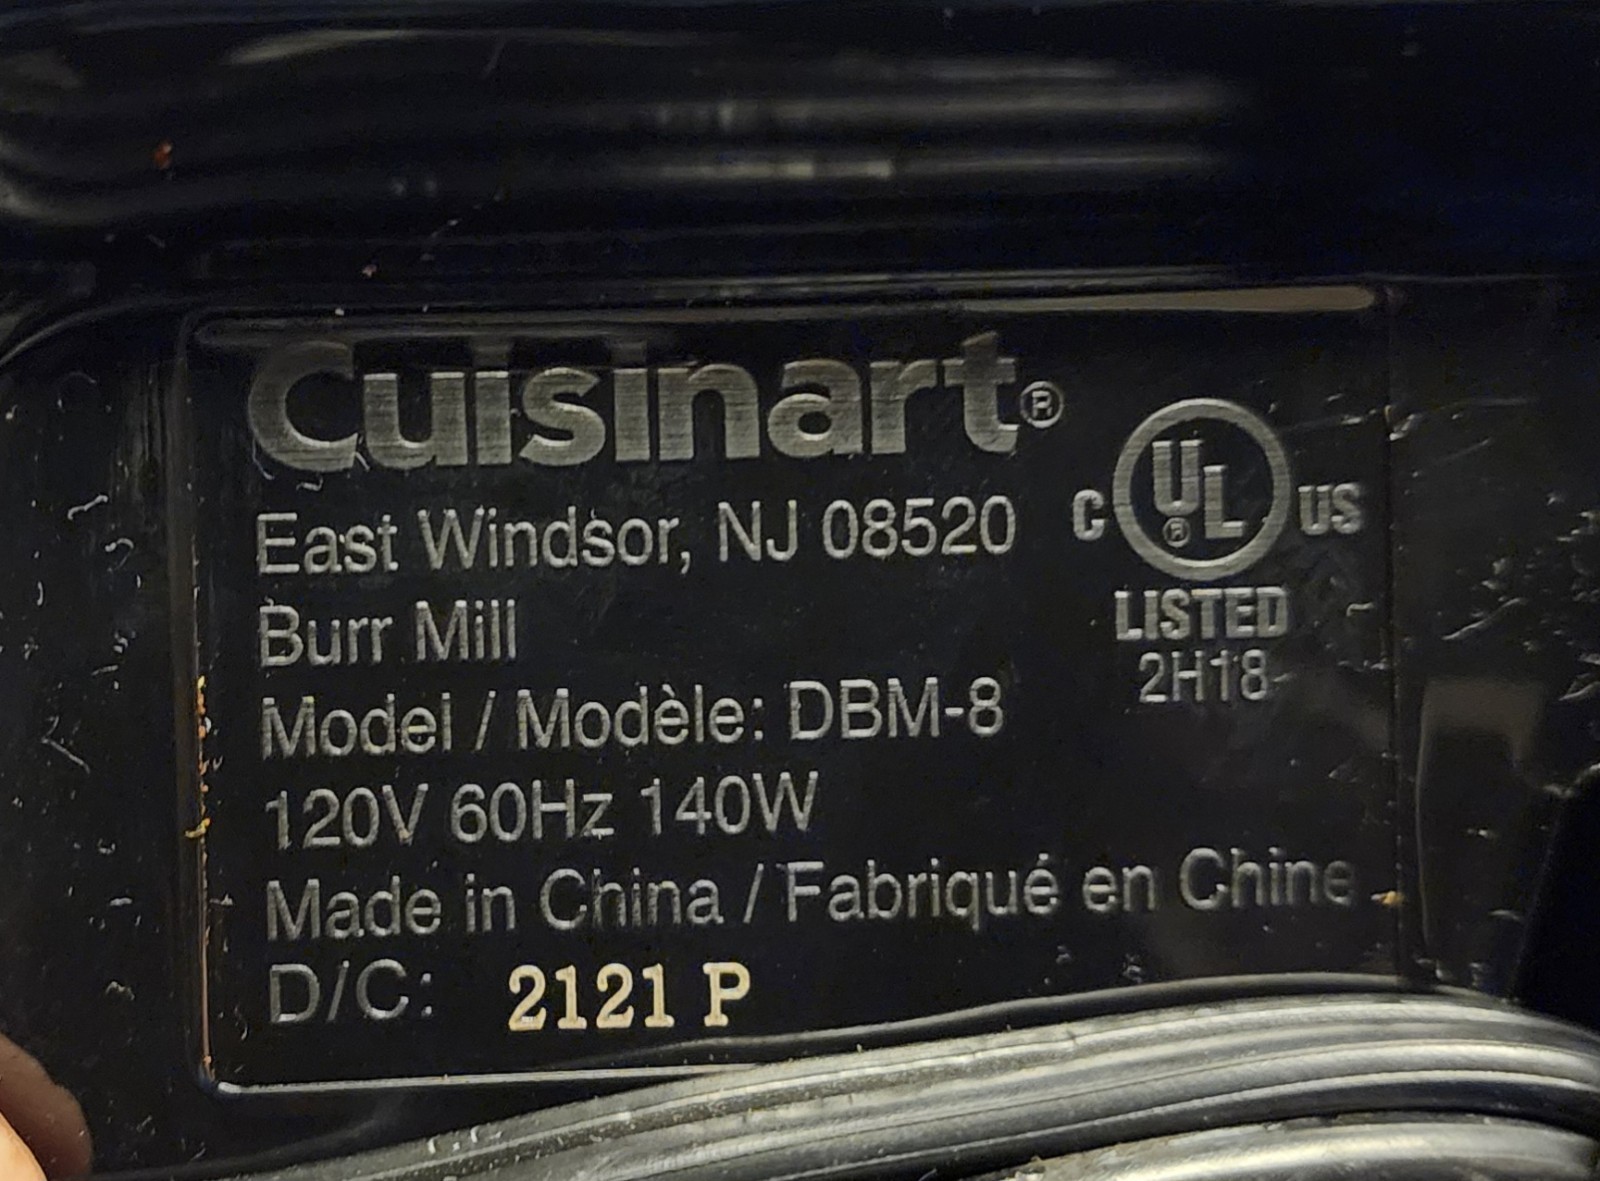 Cuisinart®
East Windsor, NJ 08520
Burr Mill
Model / Modèle: DBM-8
120V 60Hz 140W
Made in China / Fabriqué en Chine
D/C: 2121 P
C UL® US
LISTED
2H18